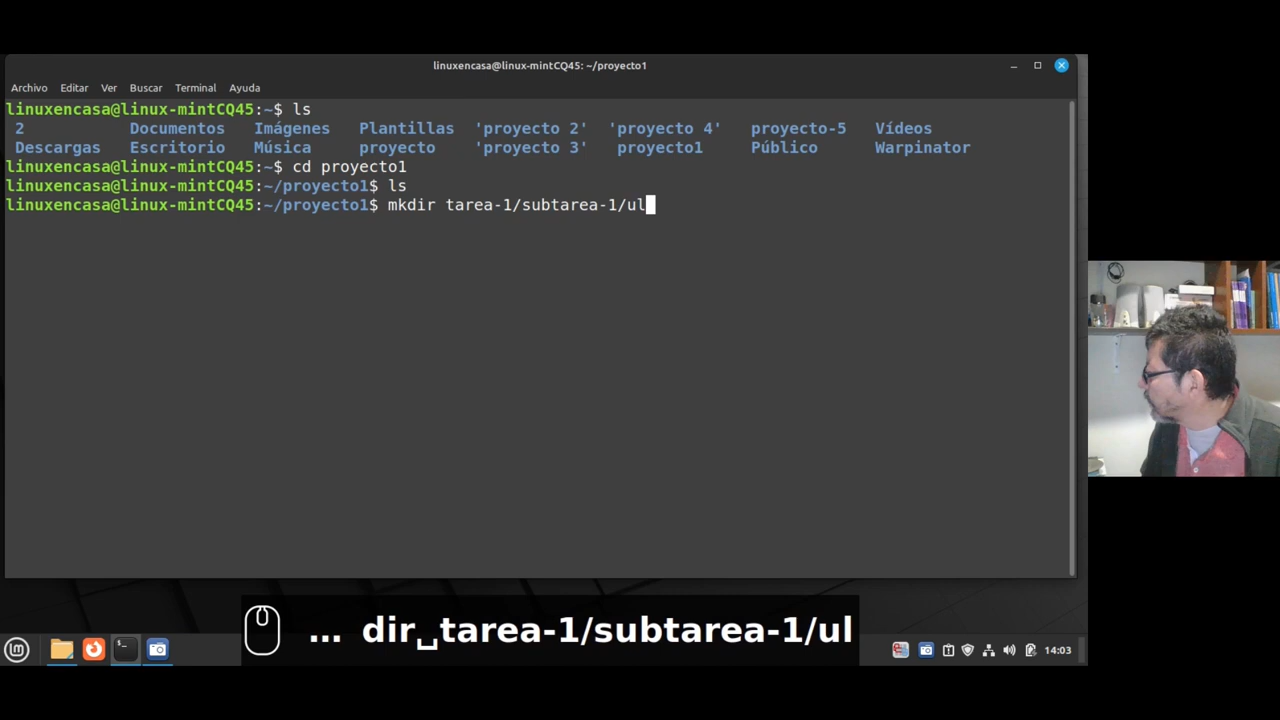 linuxencasa@linux-mintCQ45: ~/proyecto1
Archivo Editar Ver Buscar Terminal Ayuda
linuxencasa@linux-mintCQ45:~$ ls
2 Documentos Imágenes Plantillas 'proyecto 2' 'proyecto 4' proyecto-5 Vídeos
Descargas Escritorio Música proyecto 'proyecto 3' proyecto1 Público Warpinator
linuxencasa@linux-mintCQ45:~$ cd proyecto1
linuxencasa@linux-mintCQ45:~/proyecto1$ ls
linuxencasa@linux-mintCQ45:~/proyecto1$ mkdir tarea-1/subtarea-1/ul
... dir␣tarea-1/subtarea-1/ul
14:03